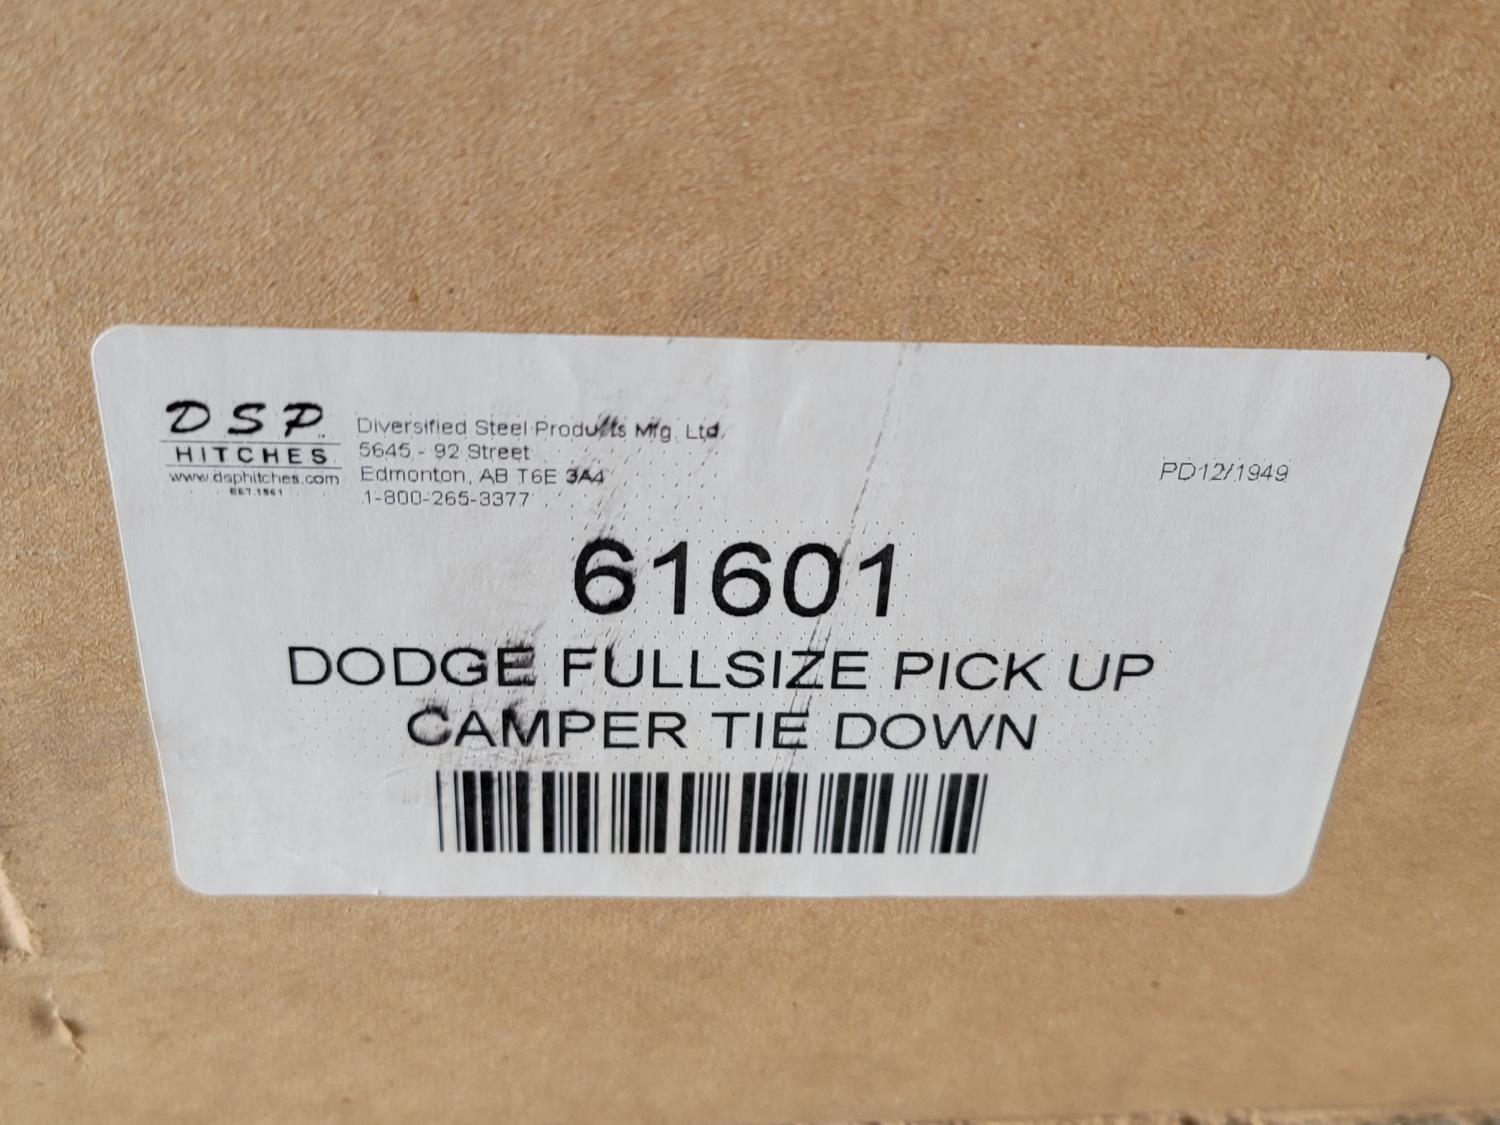 DSP
HITCHES
www.dsphitches.com
EST.1961
Diversified Steel Products Mfg. Ltd.
5645 - 92 Street
Edmonton, AB T6E 3A4
1-800-265-3377
PD12/1949
61601
DODGE FULLSIZE PICK UP
CAMPER TIE DOWN